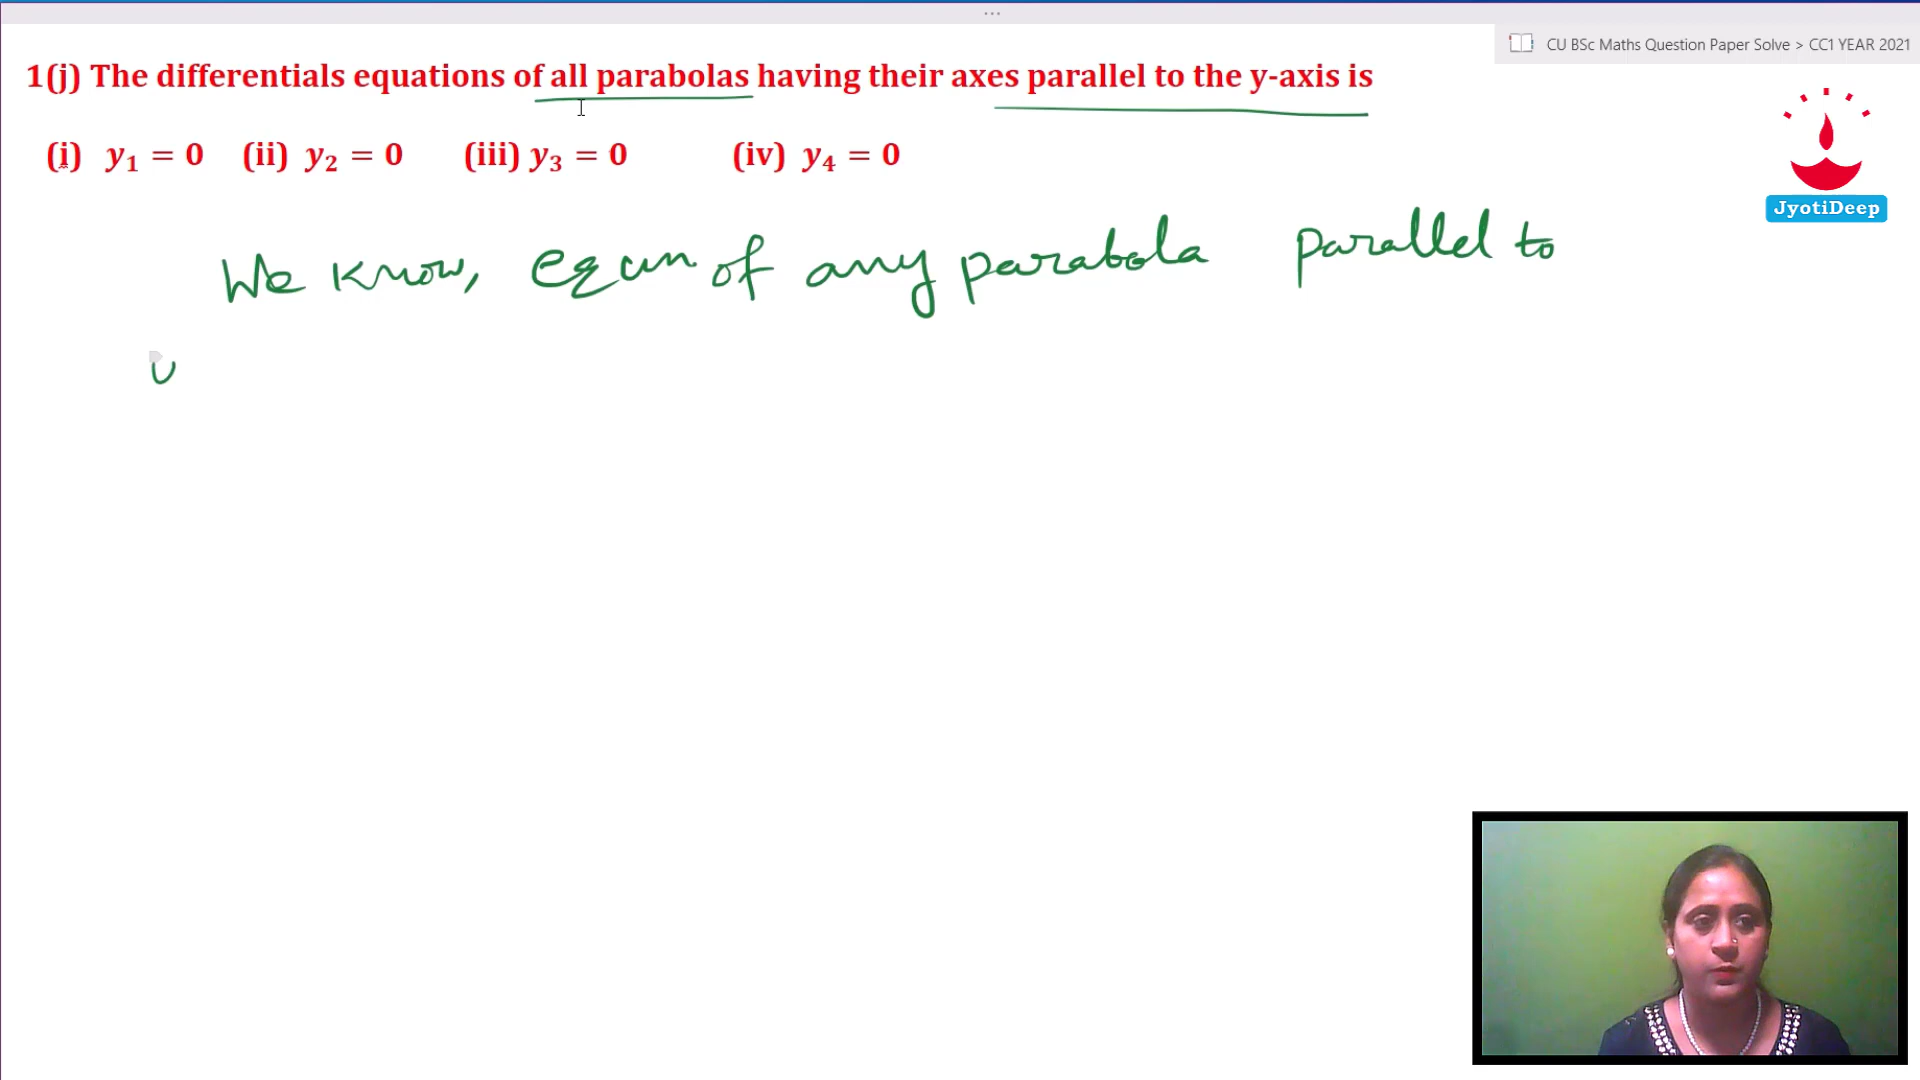 ...
CU BSc Maths Question Paper Solve > CC1 YEAR 2021
1(j) The differentials equations of all parabolas having their axes parallel to the y-axis is
(i) y₁ = 0 (ii) y₂ = 0 (iii) y₃ = 0 (iv) y₄ = 0
JyotiDeep
We know, equn of any parabola parallel to